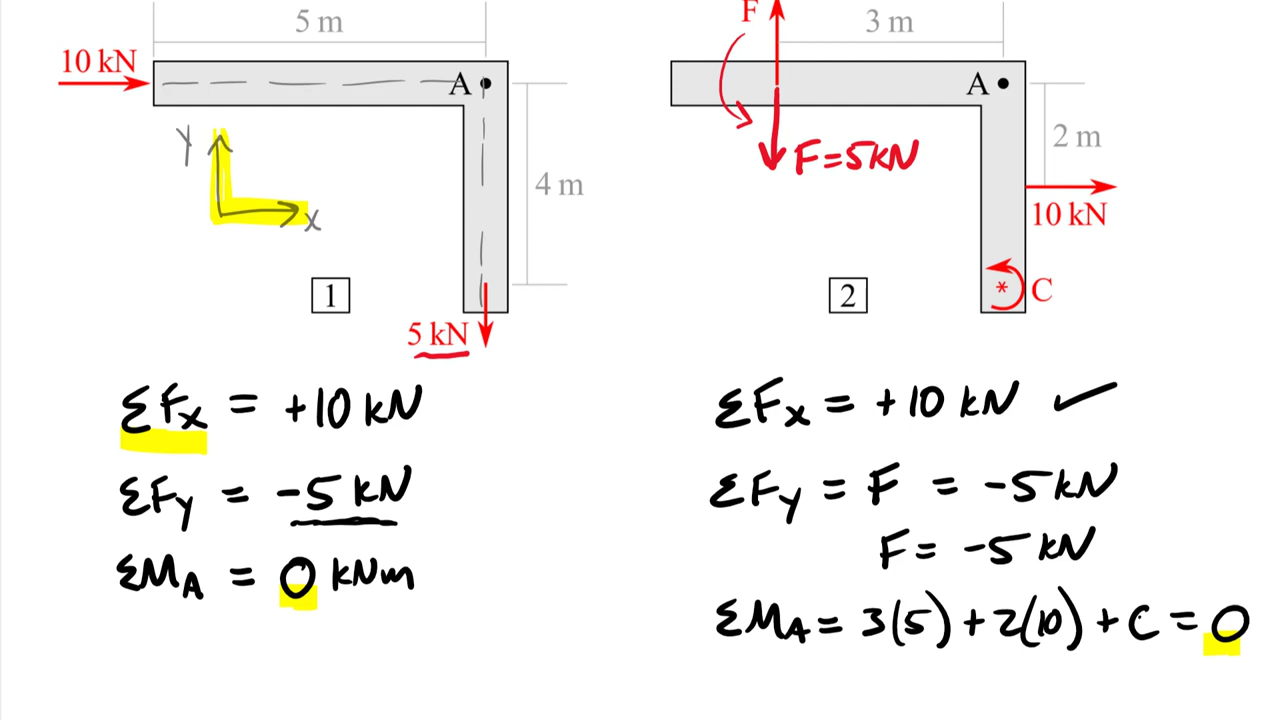 5 m
10 kN
A
Y
X
4 m
1
5 kN
F
3 m
A
2 m
F=5kN
10 kN
2
*
C
ΣFx = +10 kN
ΣFy = -5 kN
ΣMA = 0 kNm
ΣFx = +10 kN ✓
ΣFy = F = -5 kN
F = -5 kN
ΣMA = 3(5) + 2(10) + C = 0